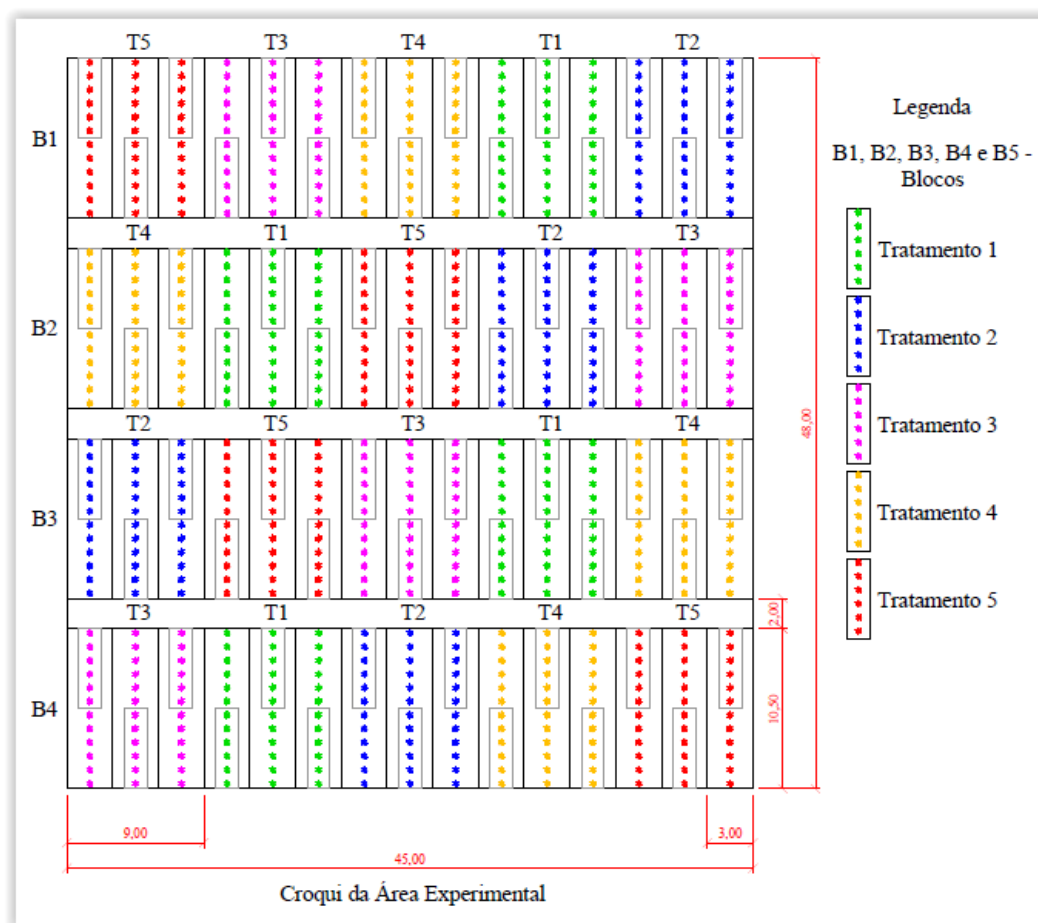 T5 T3 T4 T1 T2
B1
T4 T1 T5 T2 T3
B2
T2 T5 T3 T1 T4
B3
T3 T1 T2 T4 T5
B4
48,00
2,00
10,50
9,00
3,00
45,00
Croqui da Área Experimental
Legenda
B1, B2, B3, B4 e B5 -
Blocos
Tratamento 1
Tratamento 2
Tratamento 3
Tratamento 4
Tratamento 5